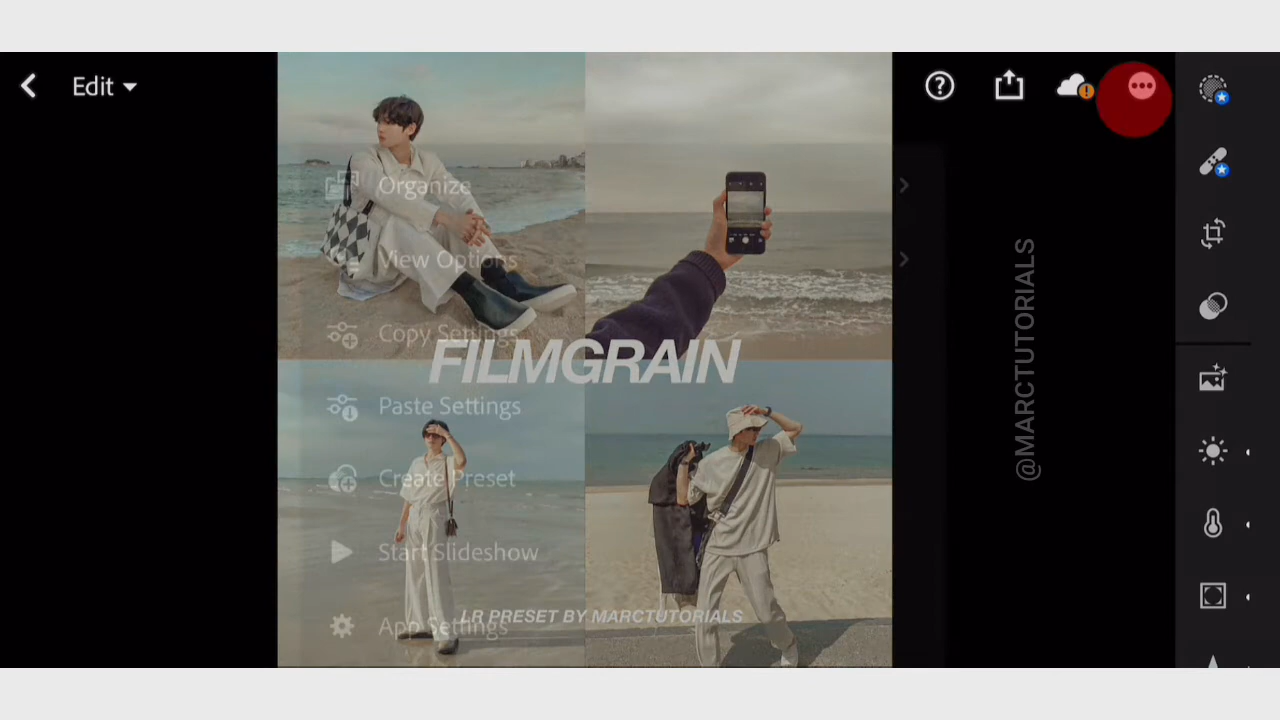 Edit
Organize
View Options
Copy Settings
FILMGRAIN
Paste Settings
Create Preset
Start Slideshow
LR PRESET BY MARCTUTORIALS
App Settings
@MARCTUTORIALS